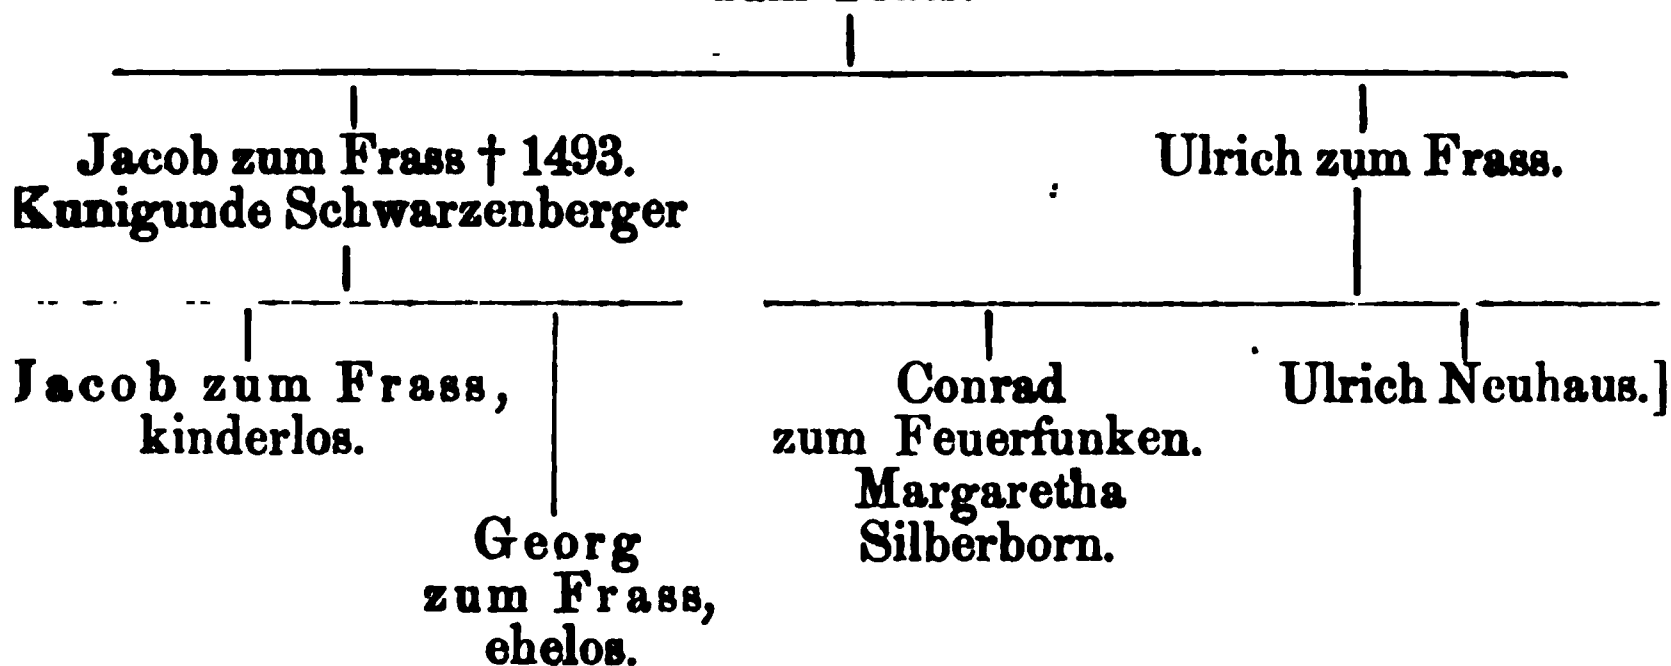 Jacob zum Frass † 1493.
Kunigunde Schwarzenberger
Ulrich zum Frass.
Jacob zum Frass,
kinderlos.
Georg
zum Frass,
ehelos.
Conrad
zum Feuerfunken.
Margaretha
Silberborn.
Ulrich Neuhaus.]